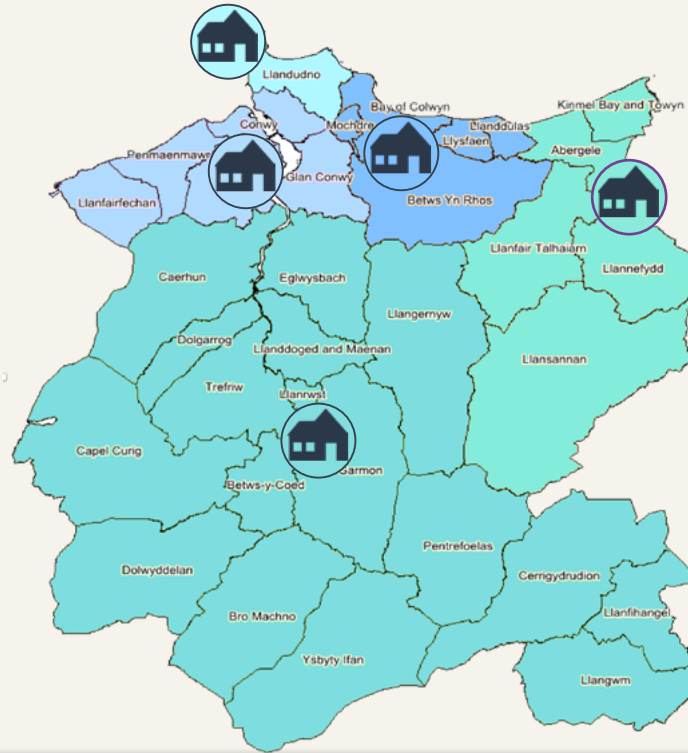 Llandudno
Kinmel Bay and Towyn
Bay of Colwyn
Conwy
Mochdre
Llanddulas
Llysfaen
Abergele
Penmaenmawr
Glan Conwy
Llanfairfechan
Betws Yn Rhos
Llanfair Talhaiarn
Llannefydd
Caerhun
Eglwysbach
Llangernyw
Dolgarrog
Llanddoged and Maenan
Llansannan
Trefriw
Llanrwst
Capel Curig
Garmon
Betws-y-Coed
Pentrefoelas
Dolwyddelan
Cerrigydrudion
Bro Machno
Llanfihangel
Ysbyty Ifan
Llangwm